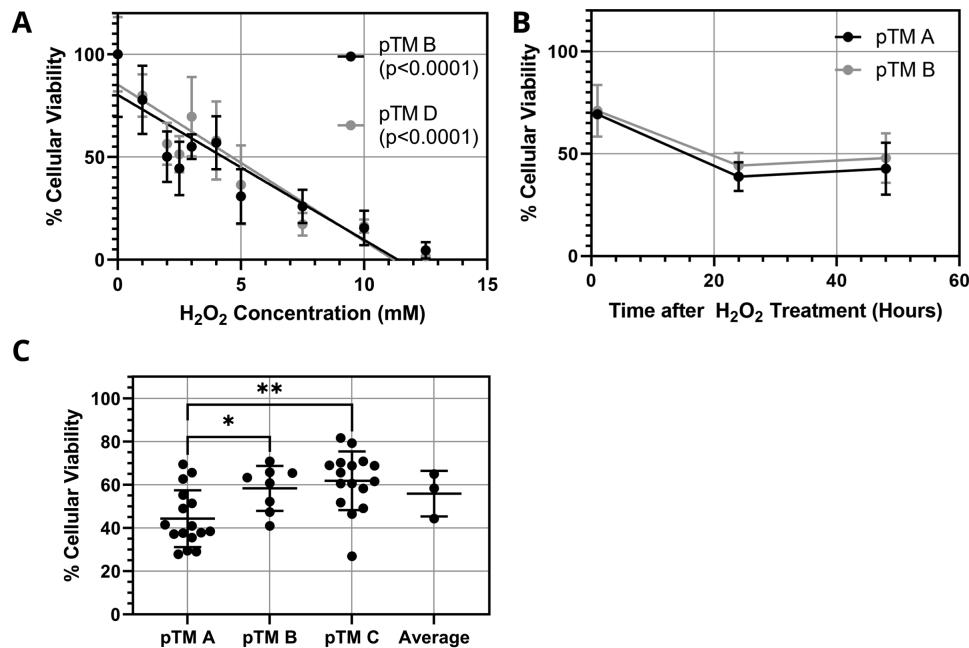 A
% Cellular Viability
100
50
0
0
5
10
15
H₂O₂ Concentration (mM)
pTM B
(p<0.0001)
pTM D
(p<0.0001)
B
% Cellular Viability
100
50
0
0
20
40
60
Time after H₂O₂ Treatment (Hours)
pTM A
pTM B
C
% Cellular Viability
100
80
60
40
20
0
**
*
pTM A
pTM B
pTM C
Average